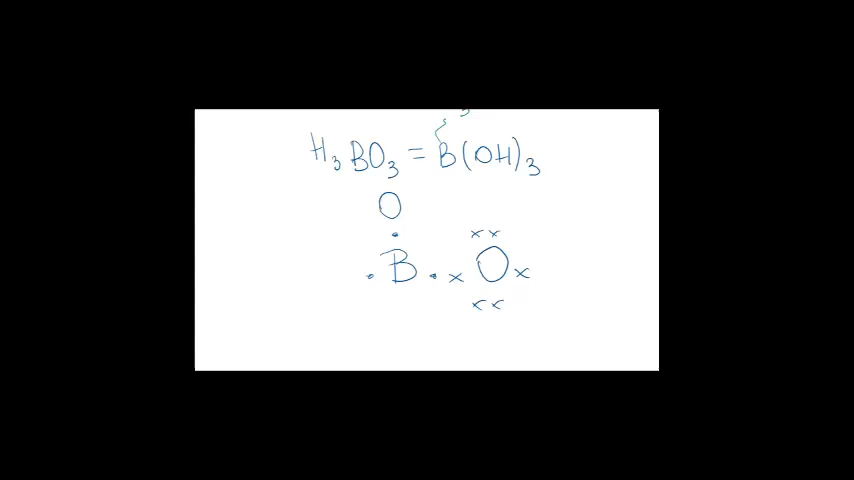 H3BO3 = B(OH)3
O
·
×× 
· B · × O ×
××